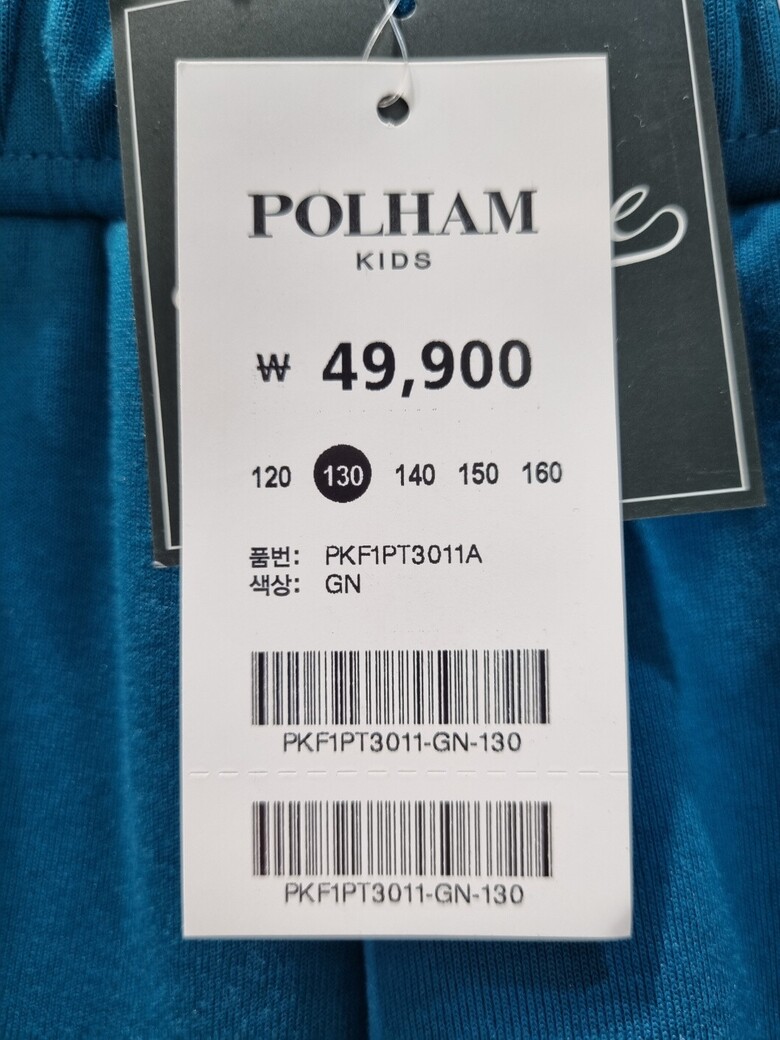 POLHAM
KIDS
₩ 49,900
120 130 140 150 160
품번: PKF1PT3011A
색상: GN
PKF1PT3011-GN-130
PKF1PT3011-GN-130